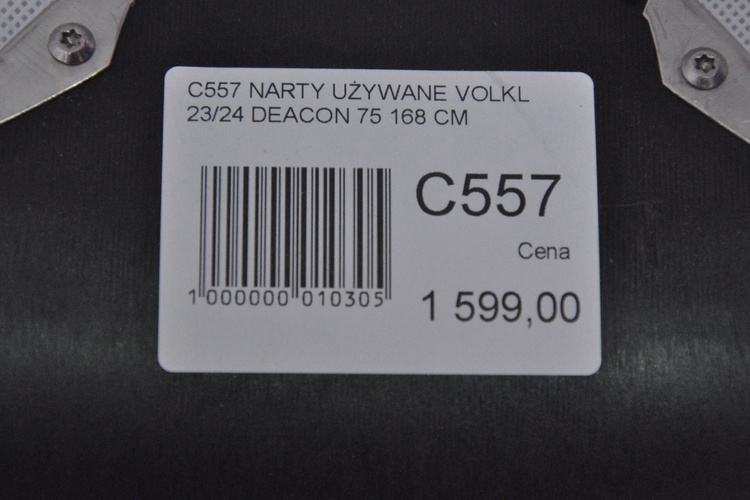 C557 NARTY UŻYWANE VOLKL
23/24 DEACON 75 168 CM
C557
Cena
1 000000 010305
1 599,00